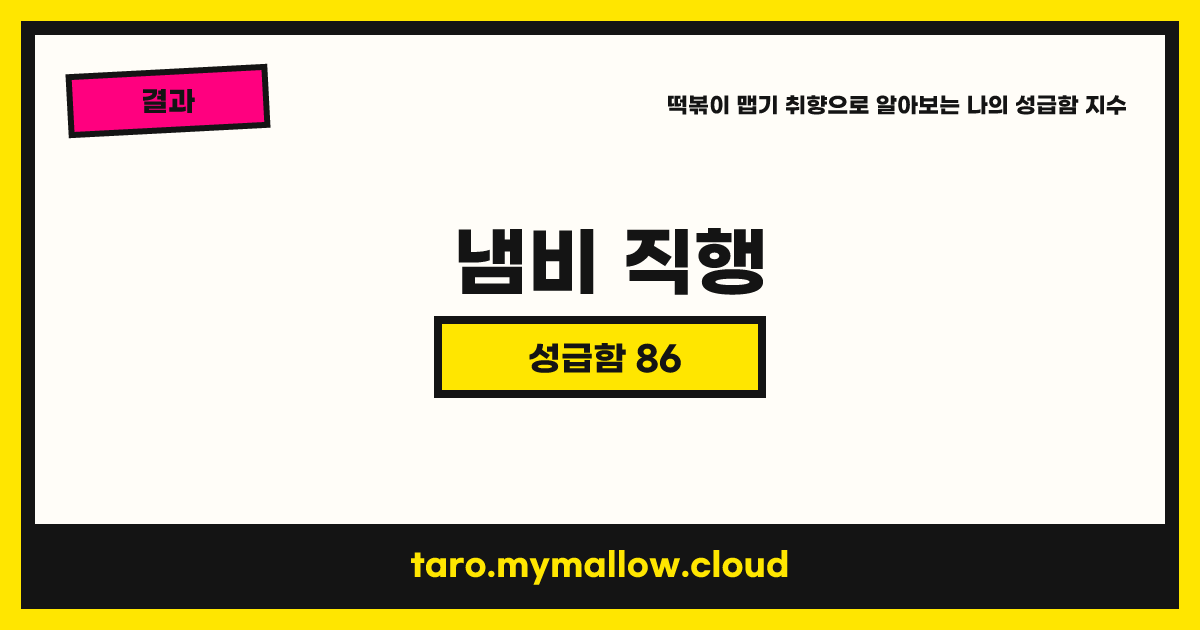 결과
떡볶이 맵기 취향으로 알아보는 나의 성급함 지수
냄비 직행
성급함 86
taro.mymallow.cloud